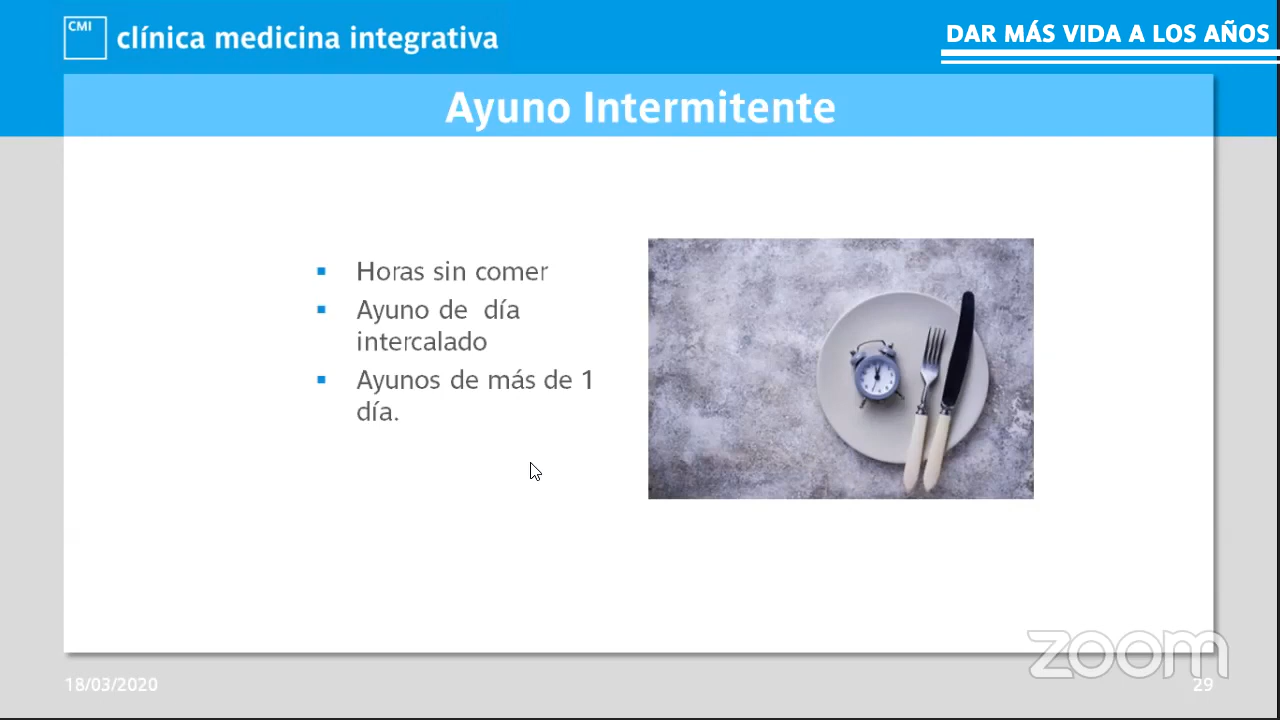 CMI
clínica medicina integrativa
DAR MÁS VIDA A LOS AÑOS
Ayuno Intermitente
Horas sin comer
Ayuno de día
intercalado
Ayunos de más de 1
día.
zoom
18/03/2020
29